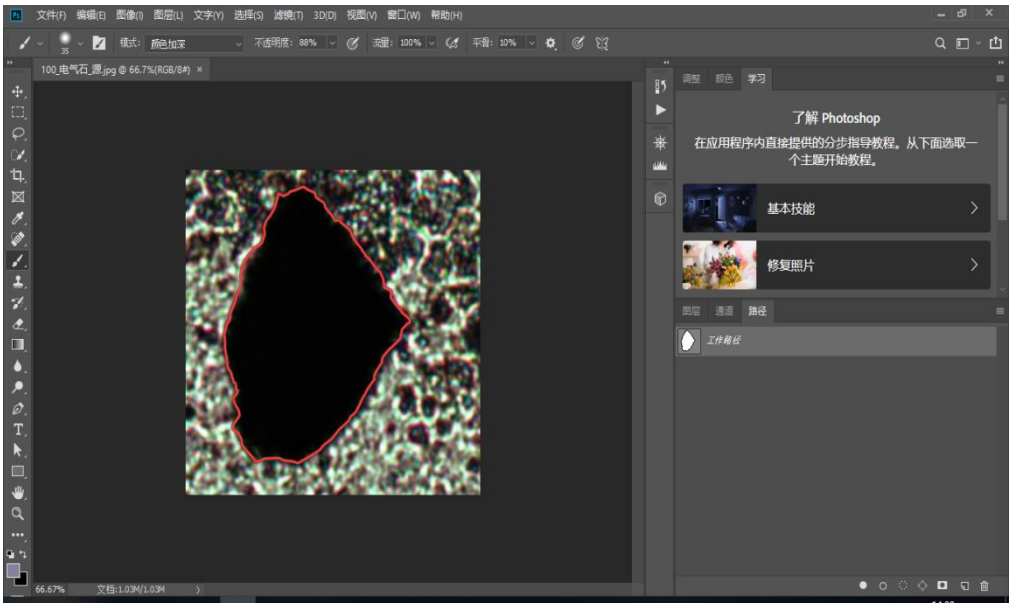 Ps 文件(F) 编辑(E) 图像(I) 图层(L) 文字(Y) 选择(S) 滤镜(T) 3D(D) 视图(V) 窗口(W) 帮助(H)
35 模式: 颜色加深 不透明度: 88% 流量: 100% 平滑: 10%
100_电气石_源.jpg @ 66.7%(RGB/8#) ×
调整 颜色 学习
了解 Photoshop
在应用程序内直接提供的分步指导教程。从下面选取一
个主题开始教程。
基本技能
修复照片
图层 通道 路径
工作路径
66.67% 文档:1.03M/1.03M